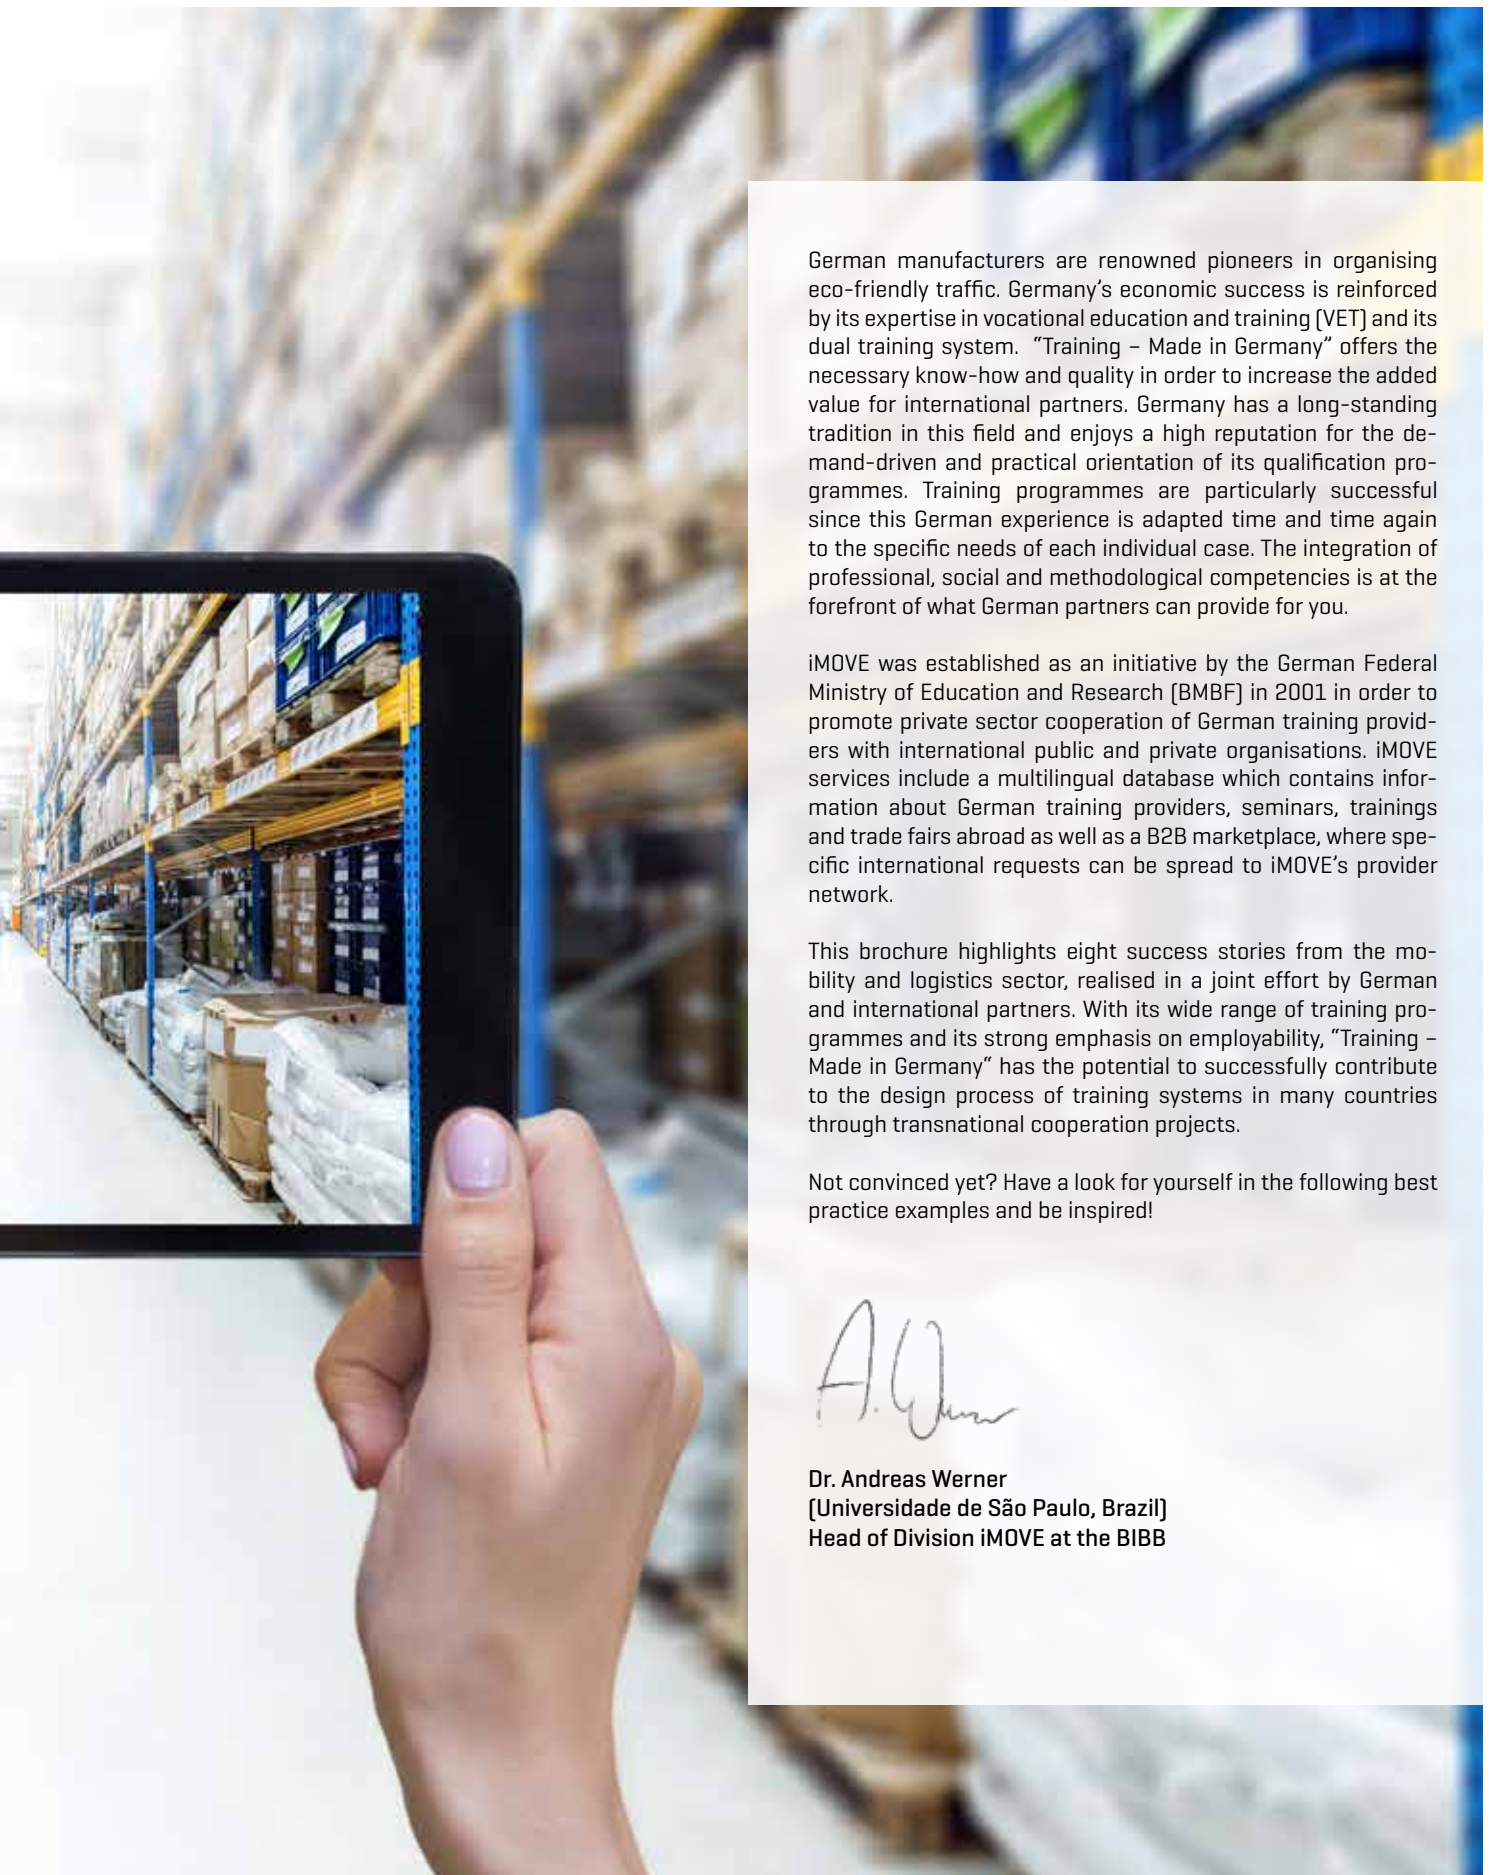 German manufacturers are renowned pioneers in organising
eco-friendly traffic. Germany's economic success is reinforced
by its expertise in vocational education and training (VET) and its
dual training system. "Training – Made in Germany" offers the
necessary know-how and quality in order to increase the added
value for international partners. Germany has a long-standing
tradition in this field and enjoys a high reputation for the de-
mand-driven and practical orientation of its qualification pro-
grammes. Training programmes are particularly successful
since this German experience is adapted time and time again
to the specific needs of each individual case. The integration of
professional, social and methodological competencies is at the
forefront of what German partners can provide for you.
iMOVE was established as an initiative by the German Federal
Ministry of Education and Research (BMBF) in 2001 in order to
promote private sector cooperation of German training provid-
ers with international public and private organisations. iMOVE
services include a multilingual database which contains infor-
mation about German training providers, seminars, trainings
and trade fairs abroad as well as a B2B marketplace, where spe-
cific international requests can be spread to iMOVE's provider
network.
This brochure highlights eight success stories from the mo-
bility and logistics sector, realised in a joint effort by German
and international partners. With its wide range of training pro-
grammes and its strong emphasis on employability, "Training –
Made in Germany" has the potential to successfully contribute
to the design process of training systems in many countries
through transnational cooperation projects.
Not convinced yet? Have a look for yourself in the following best
practice examples and be inspired!
A. Werner
Dr. Andreas Werner
(Universidade de São Paulo, Brazil)
Head of Division iMOVE at the BIBB